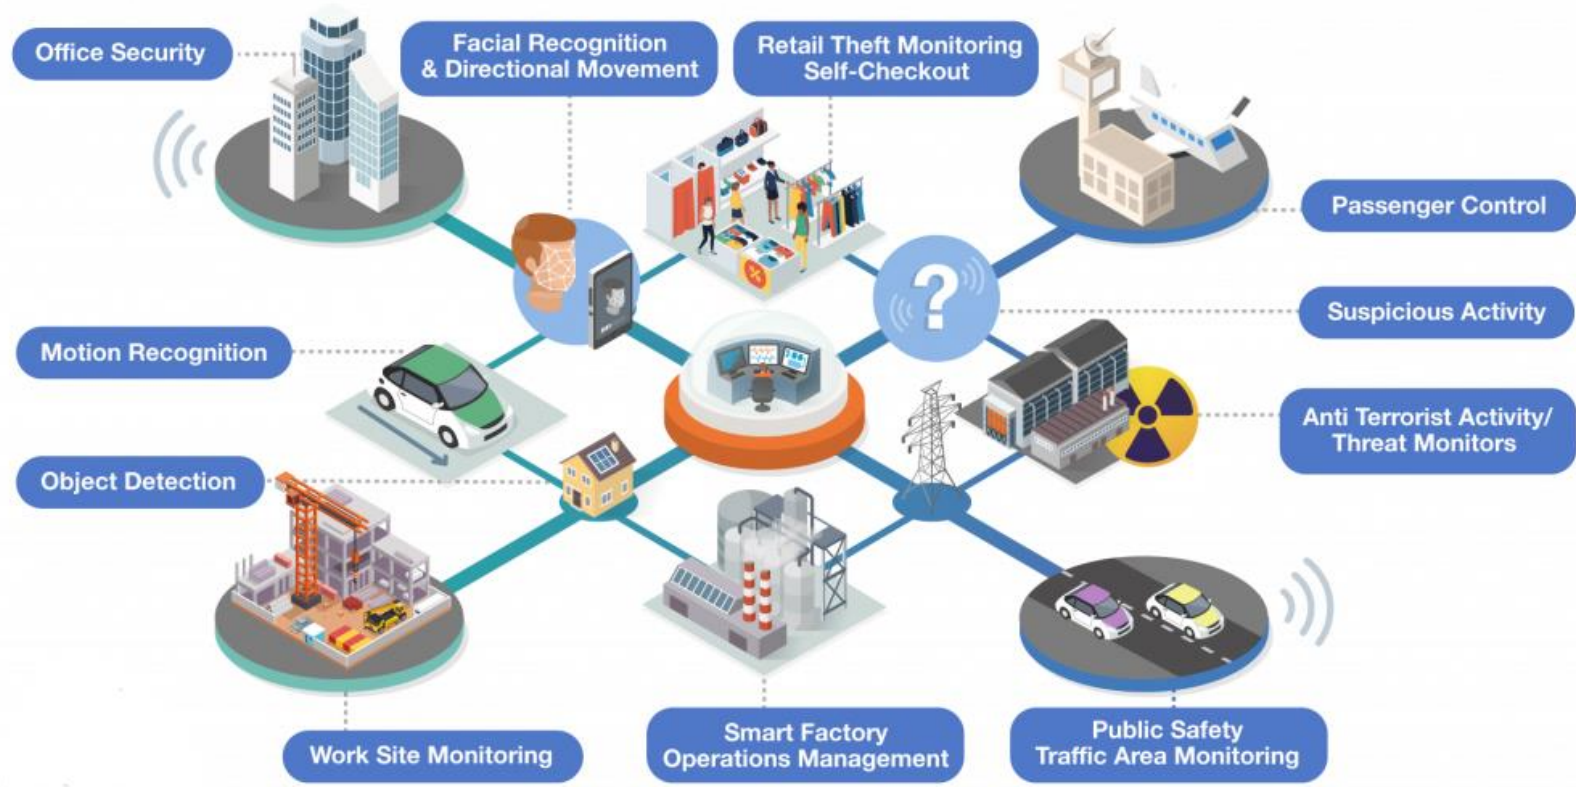 Office Security
Facial Recognition
& Directional Movement
Retail Theft Monitoring
Self-Checkout
Passenger Control
Suspicious Activity
Motion Recognition
Anti Terrorist Activity/
Threat Monitors
Object Detection
Work Site Monitoring
Smart Factory
Operations Management
Public Safety
Traffic Area Monitoring
?
%